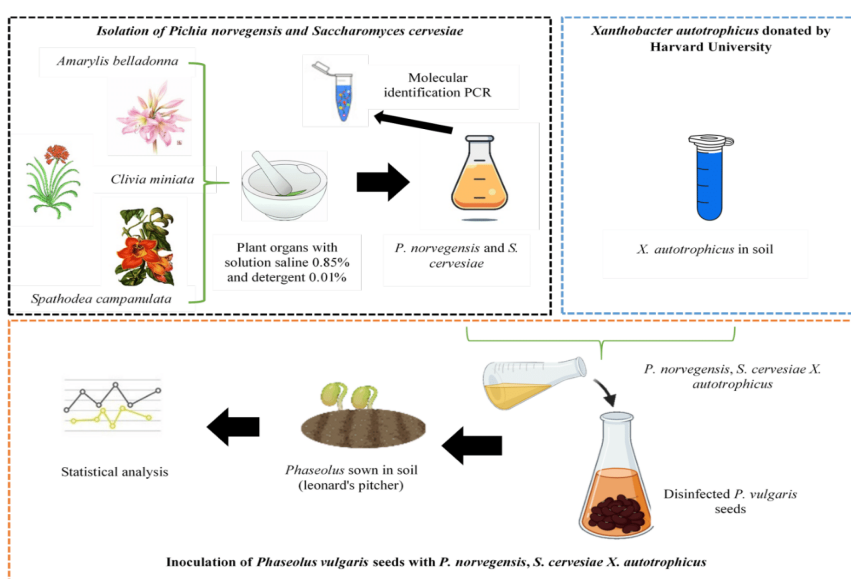 Isolation of Pichia norvegensis and Saccharomyces cervesiae
Amarylis belladonna
Clivia miniata
Spathodea campanulata
Plant organs with
solution saline 0.85%
and detergent 0.01%
Molecular
identification PCR
P. norvegensis and S.
cervesiae
Xanthobacter autotrophicus donated by
Harvard University
X. autotrophicus in soil
P. norvegensis, S. cervesiae X.
autotrophicus
Disinfected P. vulgaris
seeds
Phaseolus sown in soil
(leonard's pitcher)
Statistical analysis
Inoculation of Phaseolus vulgaris seeds with P. norvegensis, S. cervesiae X. autotrophicus